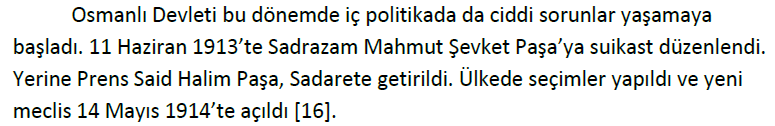 Osmanlı Devleti bu dönemde iç politikada da ciddi sorunlar yaşamaya
başladı. 11 Haziran 1913’te Sadrazam Mahmut Şevket Paşa’ya suikast düzenlendi.
Yerine Prens Said Halim Paşa, Sadarete getirildi. Ülkede seçimler yapıldı ve yeni
meclis 14 Mayıs 1914’te açıldı [16].